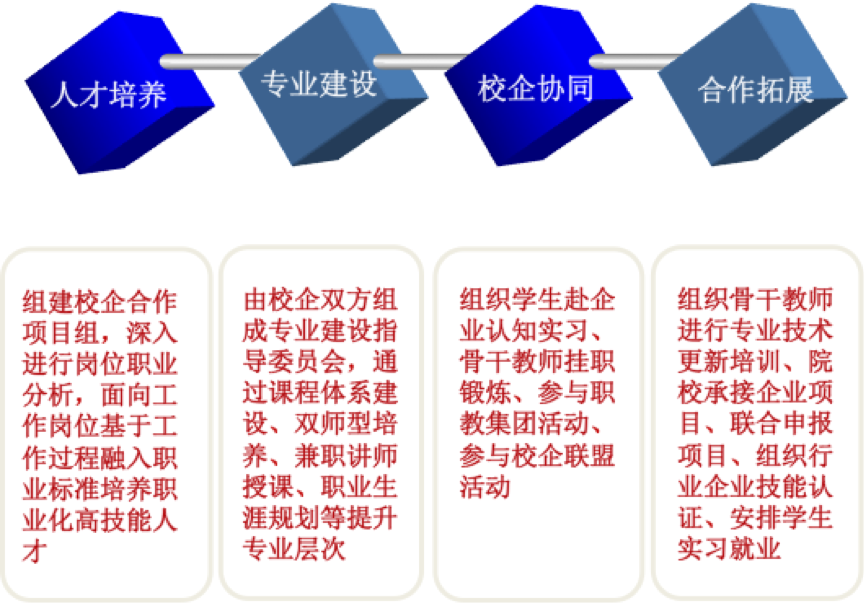 人才培养
专业建设
校企协同
合作拓展
组建校企合作
项目组，深入
进行岗位职业
分析，面向工
作岗位基于工
作过程融入职
业标准培养职
业化高技能人
才
由校企双方组
成专业建设指
导委员会，通
过课程体系建
设、双师型培
养、兼职讲师
授课、职业生
涯规划等提升
专业层次
组织学生赴企
业认知实习、
骨干教师挂职
锻炼、参与职
教集团活动、
参与校企联盟
活动
组织骨干教师
进行专业技术
更新培训、院
校承接企业项
目、联合申报
项目、组织行
业企业技能认
证、安排学生
实习就业